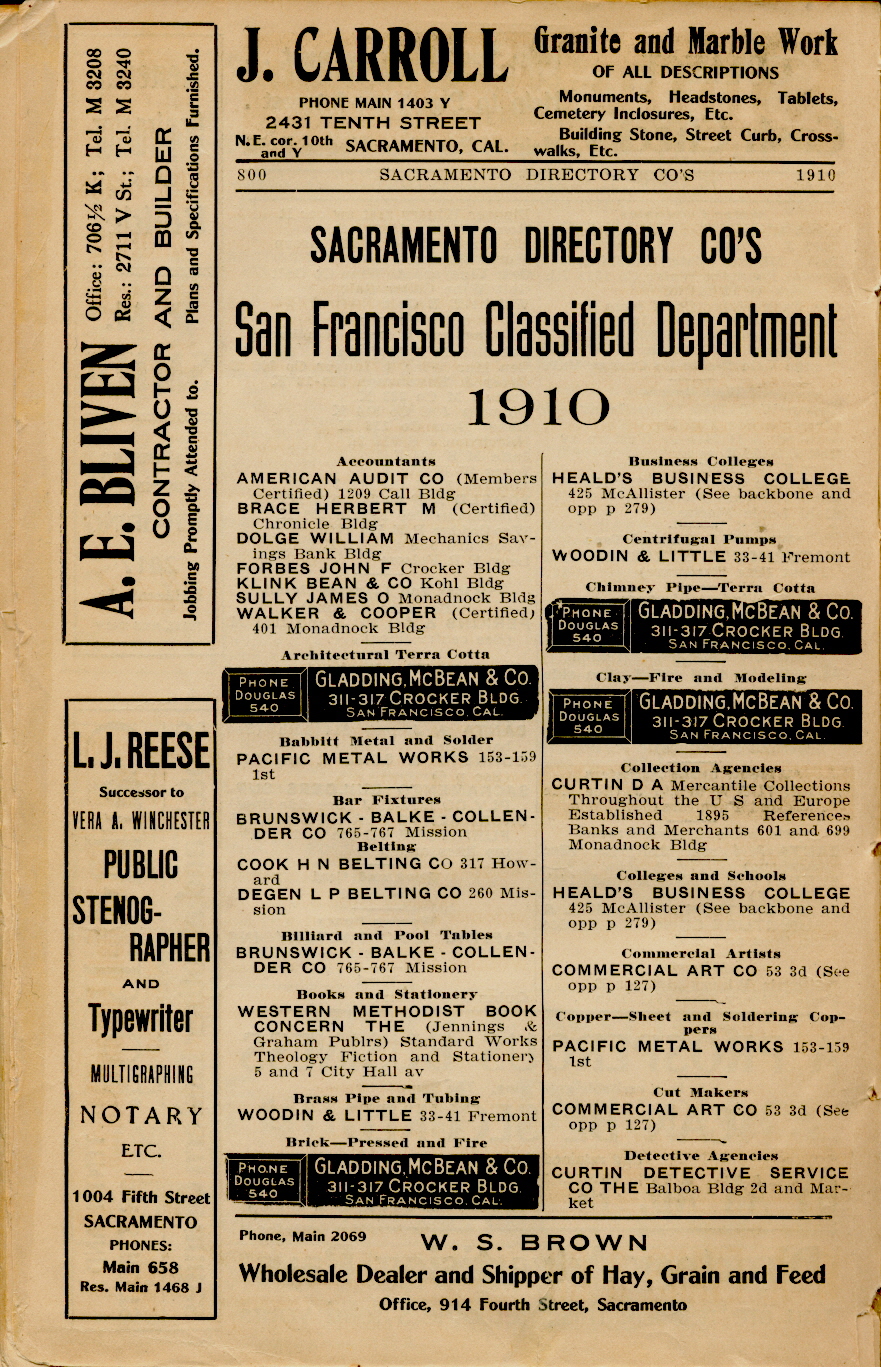 J. CARROLL
PHONE MAIN 1403 Y
2431 TENTH STREET
N.E. cor. 10th and Y SACRAMENTO, CAL.
Granite and Marble Work
OF ALL DESCRIPTIONS
Monuments, Headstones, Tablets,
Cemetery Inclosures, Etc.
Building Stone, Street Curb, Cross-
walks, Etc.
800 SACRAMENTO DIRECTORY CO'S 1910
A. E. BLIVEN
Office: 706½ K; Tel. M 3208
Res.: 2711 V St.; Tel. M 3240
CONTRACTOR AND BUILDER
Jobbing Promptly Attended to. Plans and Specifications Furnished.
L. J. REESE
Successor to
VERA A. WINCHESTER
PUBLIC
STENOG-
RAPHER
AND
Typewriter
MULTIGRAPHING
NOTARY
ETC.
1004 Fifth Street
SACRAMENTO
PHONES:
Main 658
Res. Main 1468 J
SACRAMENTO DIRECTORY CO'S
San Francisco Classified Department
1910
Accountants
AMERICAN AUDIT CO (Members
Certified) 1209 Call Bldg
BRACE HERBERT M (Certified)
Chronicle Bldg
DOLGE WILLIAM Mechanics Sav-
ings Bank Bldg
FORBES JOHN F Crocker Bldg
KLINK BEAN & CO Kohl Bldg
SULLY JAMES O Monadnock Bldg
WALKER & COOPER (Certified)
401 Monadnock Bldg
Architectural Terra Cotta
PHONE
DOUGLAS
540
GLADDING, McBEAN & CO.
311-317 CROCKER BLDG.
SAN FRANCISCO, CAL.
Babbitt Metal and Solder
PACIFIC METAL WORKS 153-159
1st
Bar Fixtures
BRUNSWICK - BALKE - COLLEN-
DER CO 765-767 Mission
Belting
COOK H N BELTING CO 317 How-
ard
DEGEN L P BELTING CO 260 Mis-
sion
Billiard and Pool Tables
BRUNSWICK - BALKE - COLLEN-
DER CO 765-767 Mission
Books and Stationery
WESTERN METHODIST BOOK
CONCERN THE (Jennings &
Graham Publrs) Standard Works
Theology Fiction and Stationery
5 and 7 City Hall av
Brass Pipe and Tubing
WOODIN & LITTLE 33-41 Fremont
Brick—Pressed and Fire
PHONE
DOUGLAS
540
GLADDING, McBEAN & CO.
311-317 CROCKER BLDG.
SAN FRANCISCO, CAL.
Business Colleges
HEALD'S BUSINESS COLLEGE
425 McAllister (See backbone and
opp p 279)
Centrifugal Pumps
WOODIN & LITTLE 33-41 Fremont
Chimney Pipe—Terra Cotta
PHONE
DOUGLAS
540
GLADDING, McBEAN & CO.
311-317 CROCKER BLDG.
SAN FRANCISCO, CAL.
Clay—Fire and Modeling
PHONE
DOUGLAS
540
GLADDING, McBEAN & CO.
311-317 CROCKER BLDG.
SAN FRANCISCO, CAL.
Collection Agencies
CURTIN D A Mercantile Collections
Throughout the U S and Europe
Established 1895 References
Banks and Merchants 601 and 699
Monadnock Bldg
Colleges and Schools
HEALD'S BUSINESS COLLEGE
425 McAllister (See backbone and
opp p 279)
Commercial Artists
COMMERCIAL ART CO 53 3d (See
opp p 127)
Copper—Sheet and Soldering Cop-
pers
PACIFIC METAL WORKS 153-159
1st
Cut Makers
COMMERCIAL ART CO 53 3d (See
opp p 127)
Detective Agencies
CURTIN DETECTIVE SERVICE
CO THE Balboa Bldg 2d and Mar-
ket
Phone, Main 2069 W. S. BROWN
Wholesale Dealer and Shipper of Hay, Grain and Feed
Office, 914 Fourth Street, Sacramento